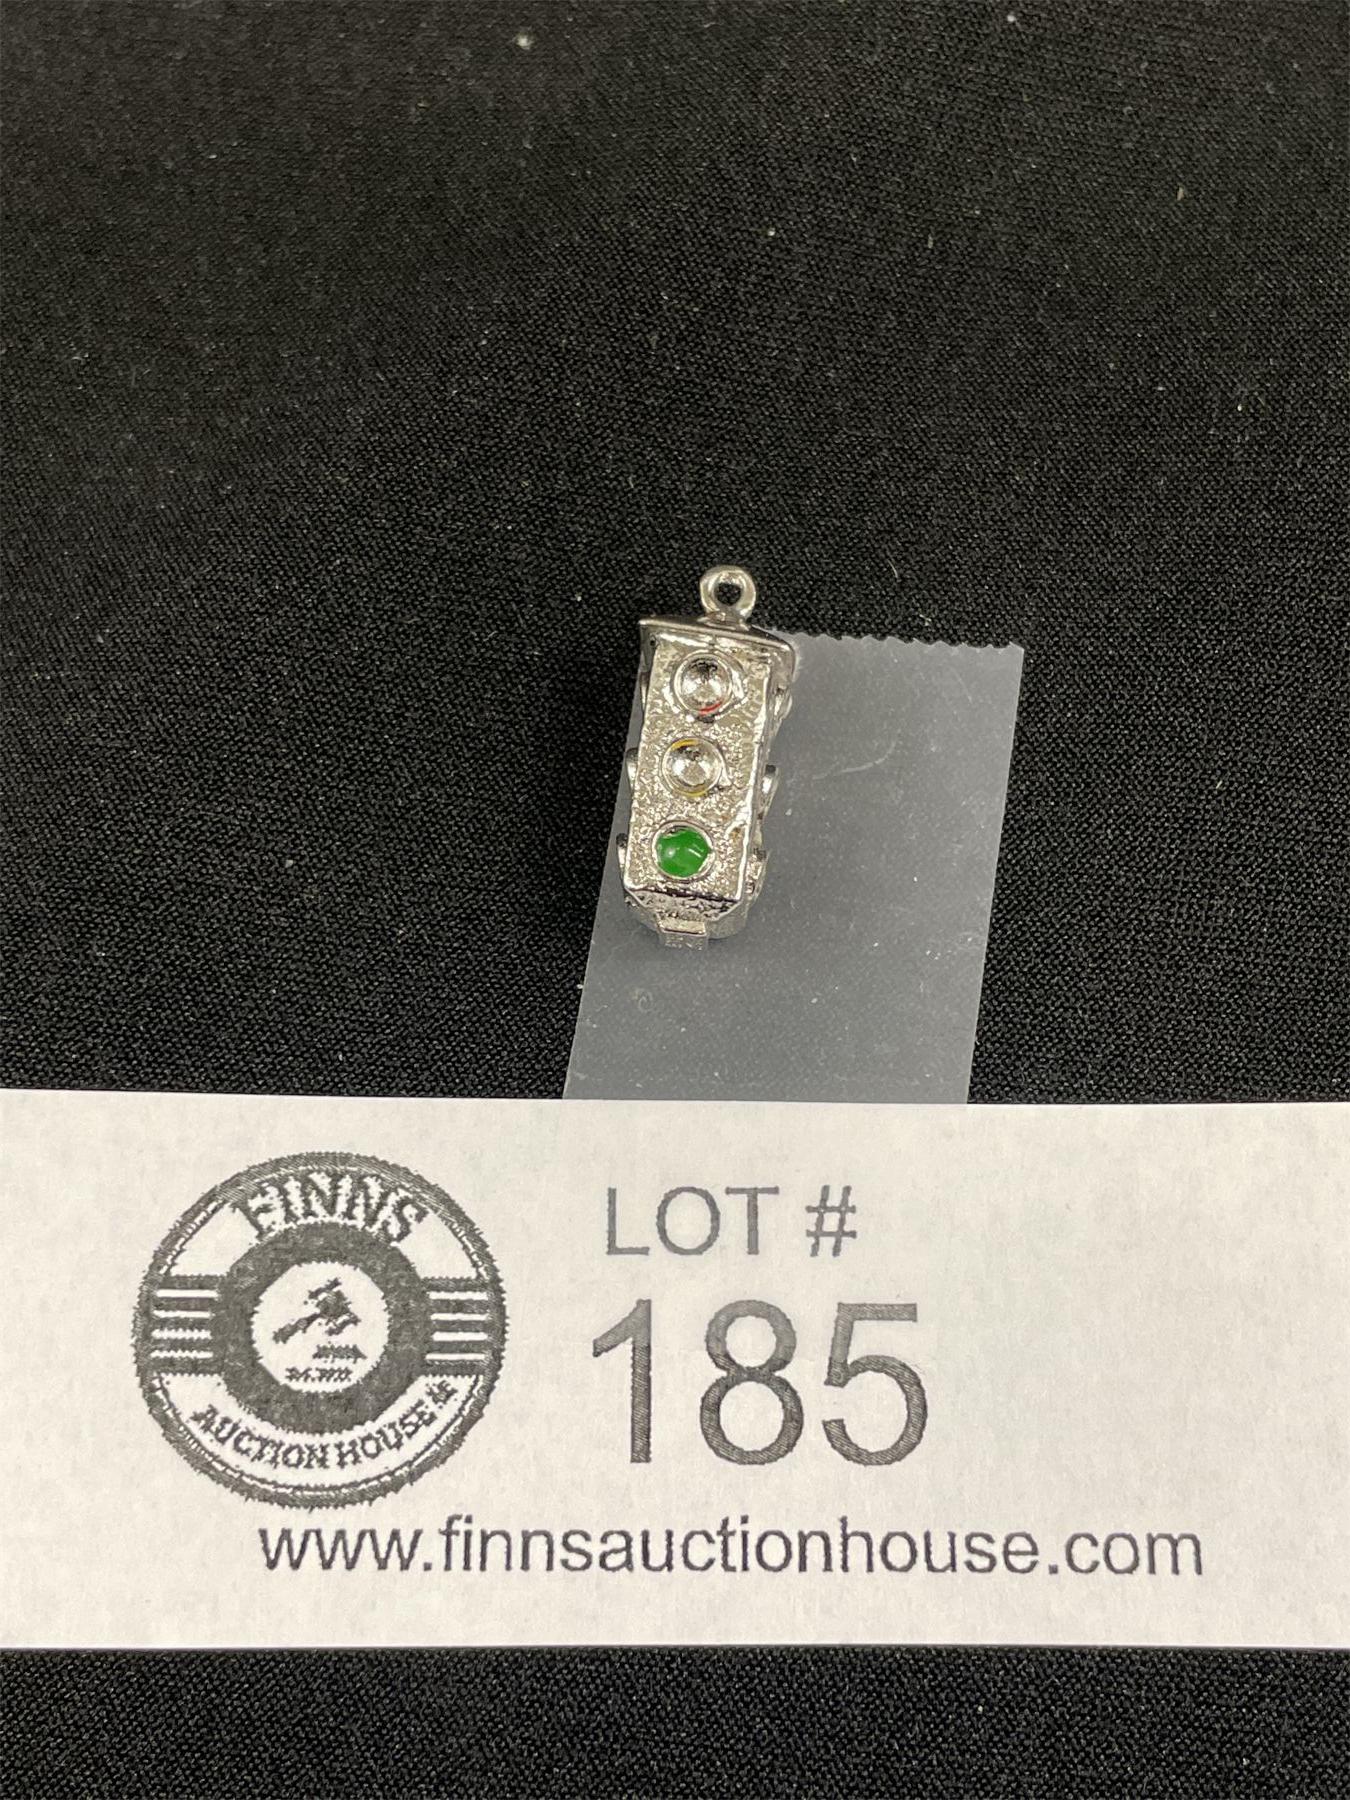 FINNS
AUCTION HOUSE
LOT #
185
www.finnsauctionhouse.com